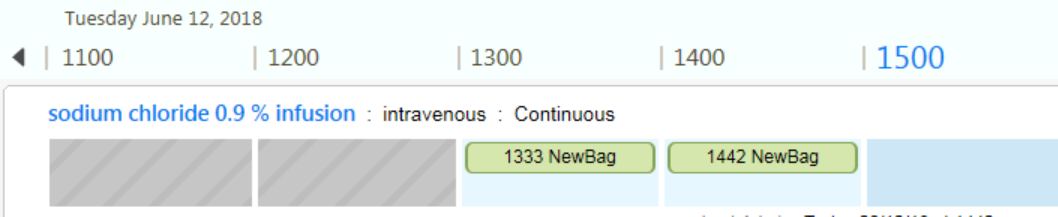 Tuesday June 12, 2018
1100 1200 1300 1400 1500
sodium chloride 0.9 % infusion : intravenous : Continuous
1333 NewBag 1442 NewBag